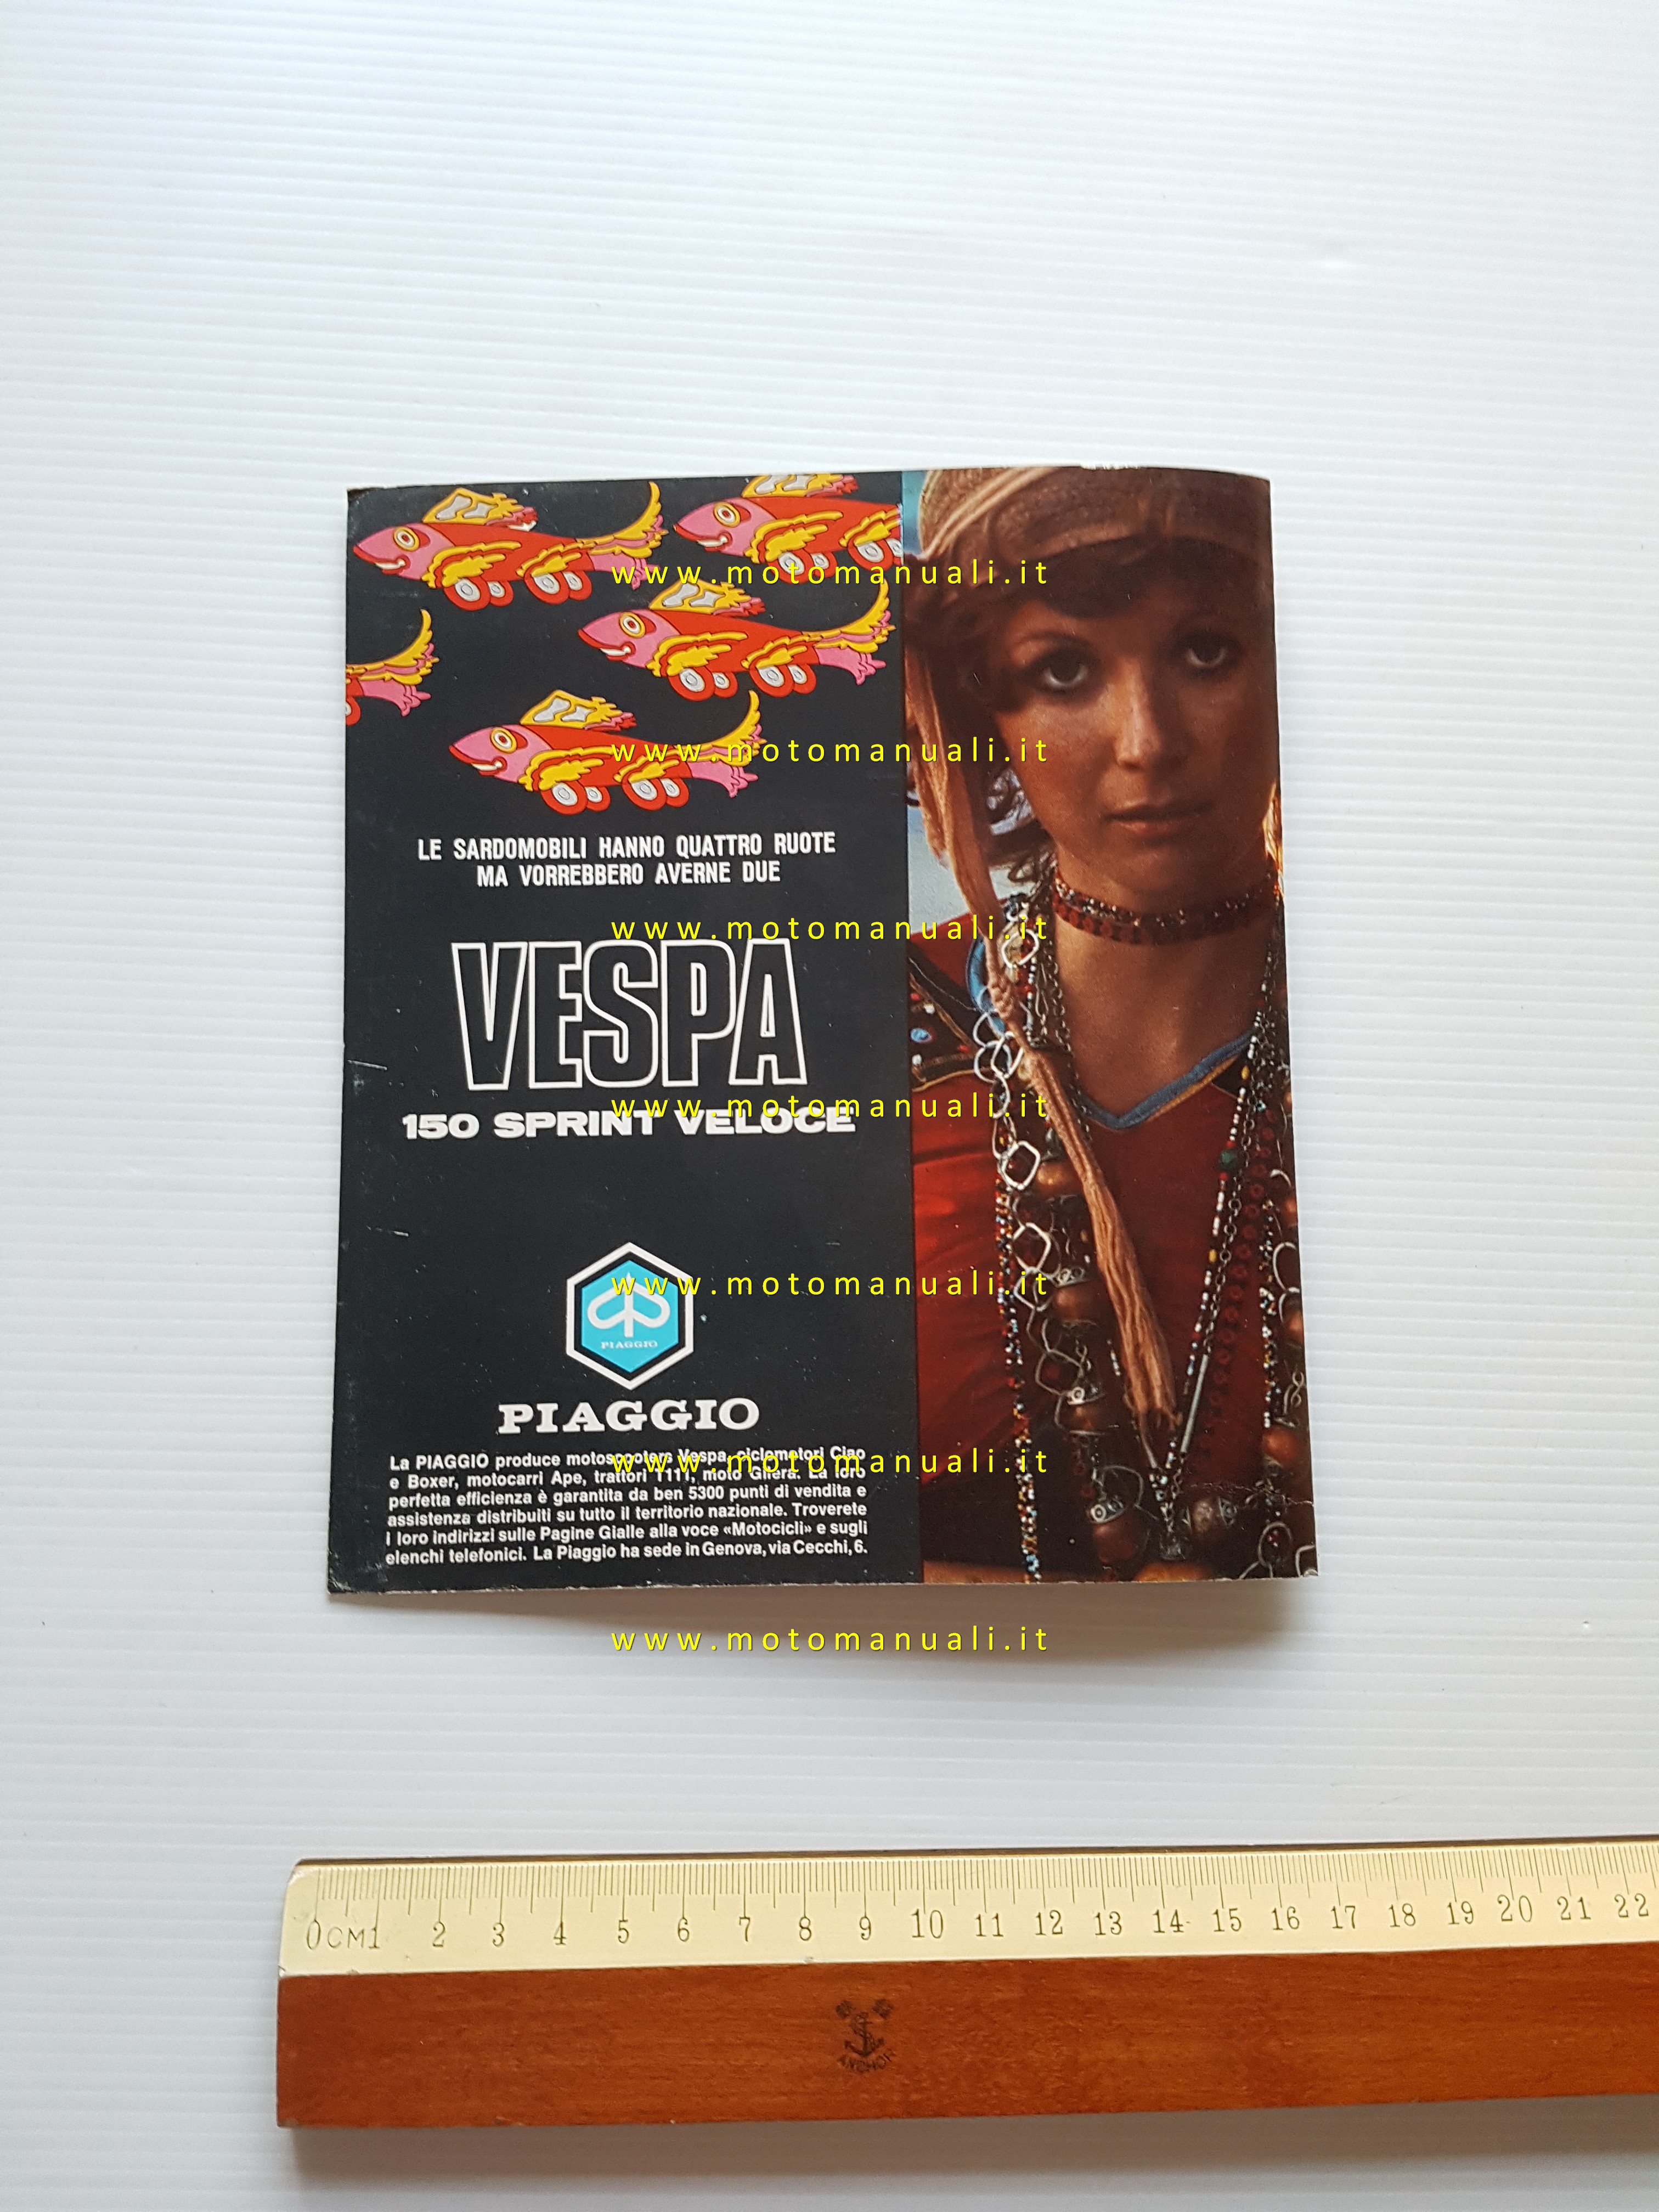 www.motomanuali.it
www.motomanuali.it
LE SARDOMOBILI HANNO QUATTRO RUOTE
MA VORREBBERO AVERNE DUE
www.motomanuali.it
VESPA
www.motomanuali.it
150 SPRINT VELOCE
www.motomanuali.it
PIAGGIO
PIAGGIO
La PIAGGIO produce motoscooters Vespa, ciclomotori Ciao
www.motomanuali.it
e Boxer, motocarri Ape, trattori T111, moto Gilera. La loro
perfetta efficienza è garantita da ben 5300 punti di vendita e
assistenza distribuiti su tutto il territorio nazionale. Troverete
i loro indirizzi sulle Pagine Gialle alla voce «Motocicli» e sugli
elenchi telefonici. La Piaggio ha sede in Genova, via Cecchi, 6.
www.motomanuali.it
0CM1 2 3 4 5 6 7 8 9 10 11 12 13 14 15 16 17 18 19 20 21 22
ANCHOR